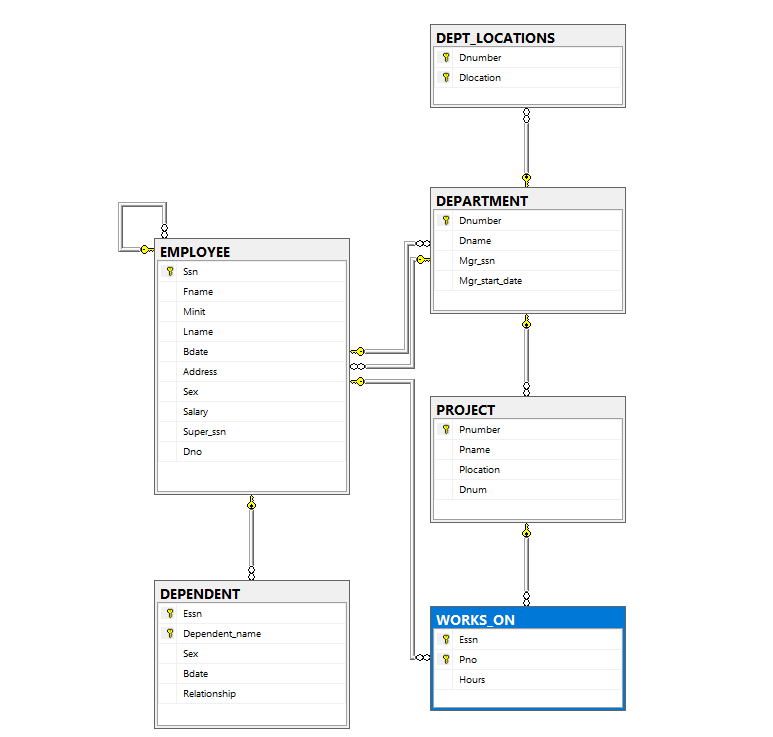 DEPT_LOCATIONS
Dnumber
Dlocation
DEPARTMENT
Dnumber
Dname
Mgr_ssn
Mgr_start_date
EMPLOYEE
Ssn
Fname
Minit
Lname
Bdate
Address
Sex
Salary
Super_ssn
Dno
PROJECT
Pnumber
Pname
Plocation
Dnum
DEPENDENT
Essn
Dependent_name
Sex
Bdate
Relationship
WORKS_ON
Essn
Pno
Hours